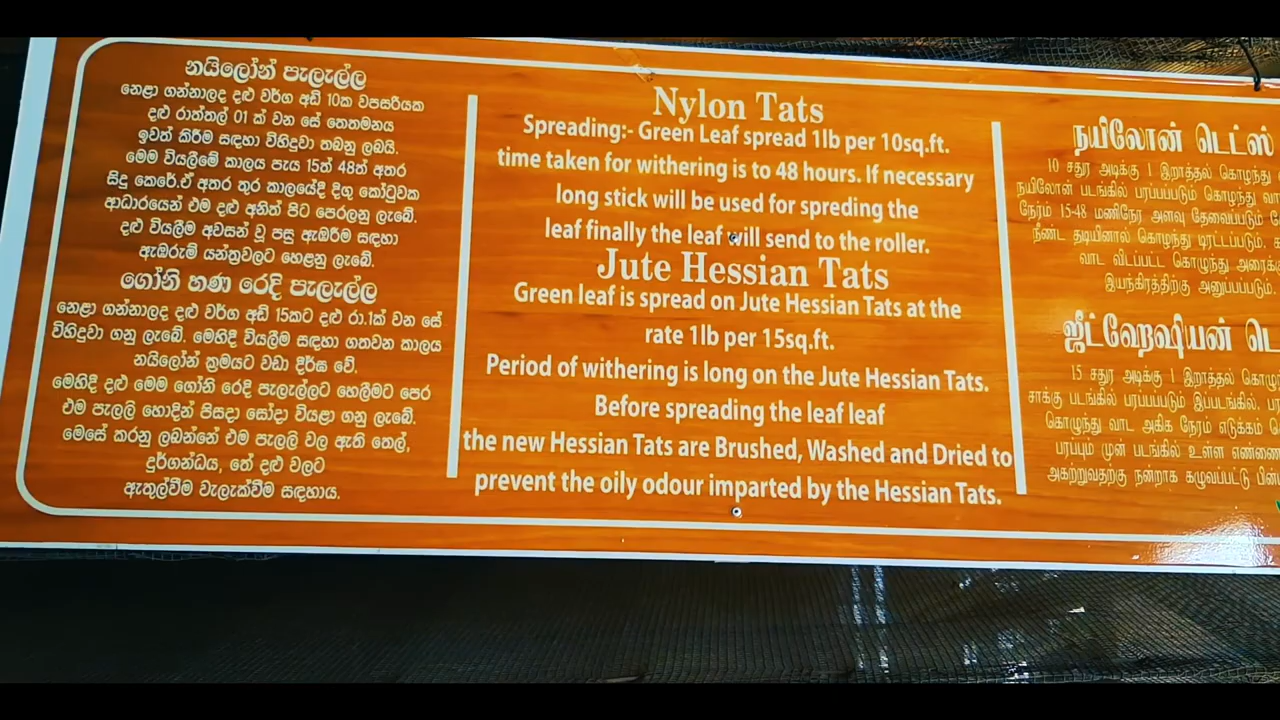 නයිලෝන් පැලැල්ල
නෙළා ගන්නාලද දළු වර්ග අඩි 10ක වපසරියක
දළු රාත්තල් 01 ක් වන සේ තෙතමනය
ඉවත් කිරීම සඳහා විහිදුවා තබනු ලබයි.
මෙම වියළීමේ කාලය පැය 15ත් 48ත් අතර
සිදු කෙරේ.ඒ අතර තුර කාලයේදී දිගු කෝටුවක
ආධාරයෙන් එම දළු අනිත් පිට පෙරලනු ලැබේ.
දළු වියළීම අවසන් වූ පසු ඇඹරීම සඳහා
ඇඹරුම් යන්ත්‍රවලට හෙළනු ලැබේ.
ගෝනි හණ රෙදි පැලැල්ල
නෙළා ගන්නාලද දළු වර්ග අඩි 15කට දළු රා.1ක් වන සේ
විහිදුවා ගනු ලැබේ. මෙහිදී වියළීම සඳහා ගතවන කාලය
නයිලෝන් ක්‍රමයට වඩා දීර්ඝ වේ.
මෙහිදී දළු මෙම ගෝනි රෙදි පැලැල්ලට හෙලීමට පෙර
එම පැලලි හොදින් පිසදා සෝදා වියළා ගනු ලැබේ.
මෙසේ කරනු ලබන්නේ එම පැලලි වල ඇති තෙල්,
දුර්ගන්ධය, තේ දළු වලට
ඇතුල්වීම වැලැක්වීම සඳහාය.
Nylon Tats
Spreading:- Green Leaf spread 1lb per 10sq.ft.
time taken for withering is to 48 hours. If necessary
long stick will be used for spreding the
leaf finally the leaf will send to the roller.
Jute Hessian Tats
Green leaf is spread on Jute Hessian Tats at the
rate 1lb per 15sq.ft.
Period of withering is long on the Jute Hessian Tats.
Before spreading the leaf leaf
the new Hessian Tats are Brushed, Washed and Dried to
prevent the oily odour imparted by the Hessian Tats.
நயிலோன் டெட்ஸ்
10 சதுர அடிக்கு 1 இறாத்தல் கொழுந்து
நயிலோன் படங்கில் பரப்பப்படும் கொழுந்து
நேரம் 15-48 மணிநேர அளவு தேவைப்படும்
நீண்ட தடியினால் கொழந்து டிரட்டப்படும்.
வாட விடப்பட்ட கொழுந்து
இயந்கிரத்திற்கு அனுப்பப்படும்.
ஜீட்ஹேஷியன்
15 சதுர அடிக்கு 1 இறாத்தல்
சாக்கு படங்கில் பரப்பப்படும் இப்படங்கில்,
கொழுந்து வாட அகிக நேரம் எடுக்கம்
பரப்பும் முன் படங்கில் உள்ள
அகற்றுவதற்கு நன்றாக கழுவப்பட்டு